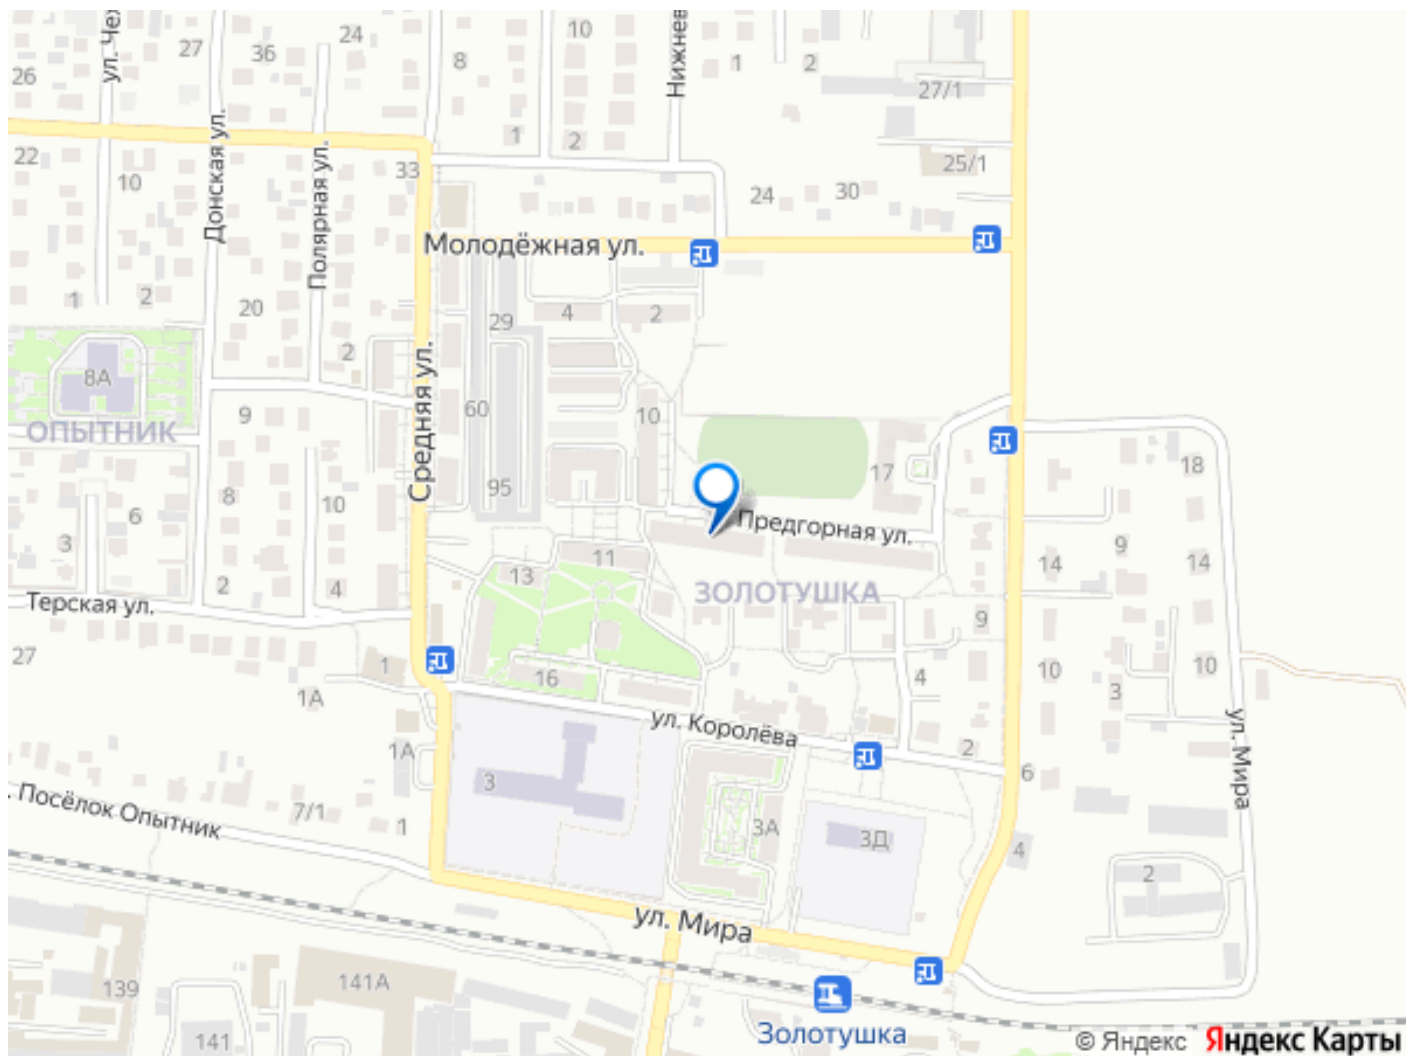 ул. Чех
27
36
24
8
10
Нижнев
1
2
26
27/1
1
2
22
10
Донская ул.
Полярная ул.
33
24
30
25/1
Молодёжная ул.
1
2
20
29
4
2
2
8А
ОПЫТНИК
9
Средняя ул.
60
10
17
18
8
10
95
6
3
Предгорная ул.
9
14
14
11
13
2
4
ЗОЛОТУШКА
Терская ул.
9
27
1
1А
16
4
10
3
10
ул. Королёва
2
ул. Мира
1А
3
6
. Посёлок Опытник
7/1
1
3А
3Д
4
2
ул. Мира
139
141А
141
Золотушка
© Яндекс Яндекс Карты